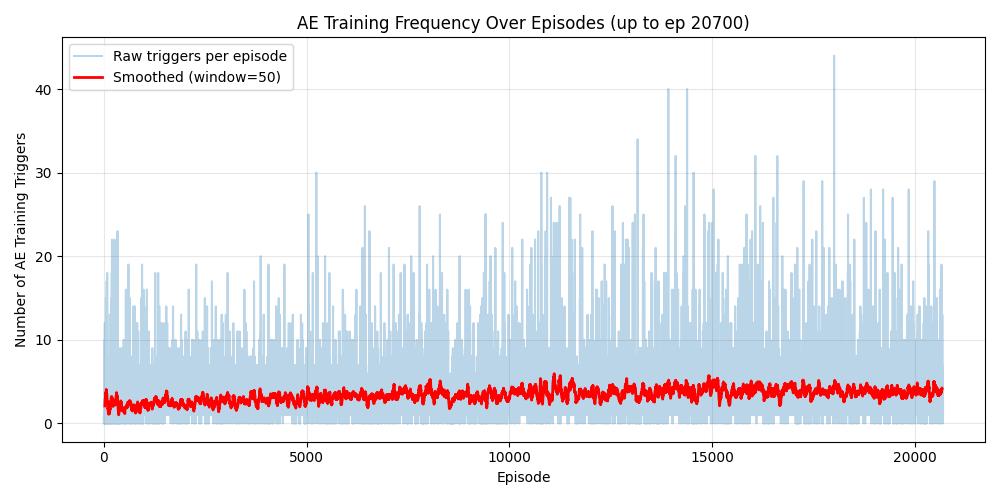 AE Training Frequency Over Episodes (up to ep 20700)
Raw triggers per episode
Smoothed (window=50)
Number of AE Training Triggers
40
30
20
10
0
0 5000 10000 15000 20000
Episode